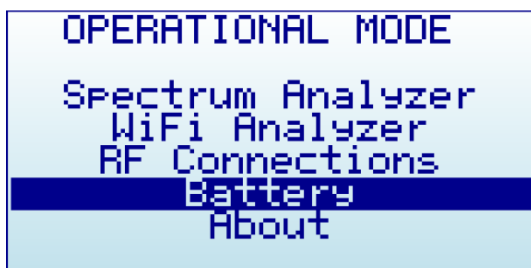 OPERATIONAL MODE
Spectrum Analyzer
WiFi Analyzer
RF Connections
Battery
About